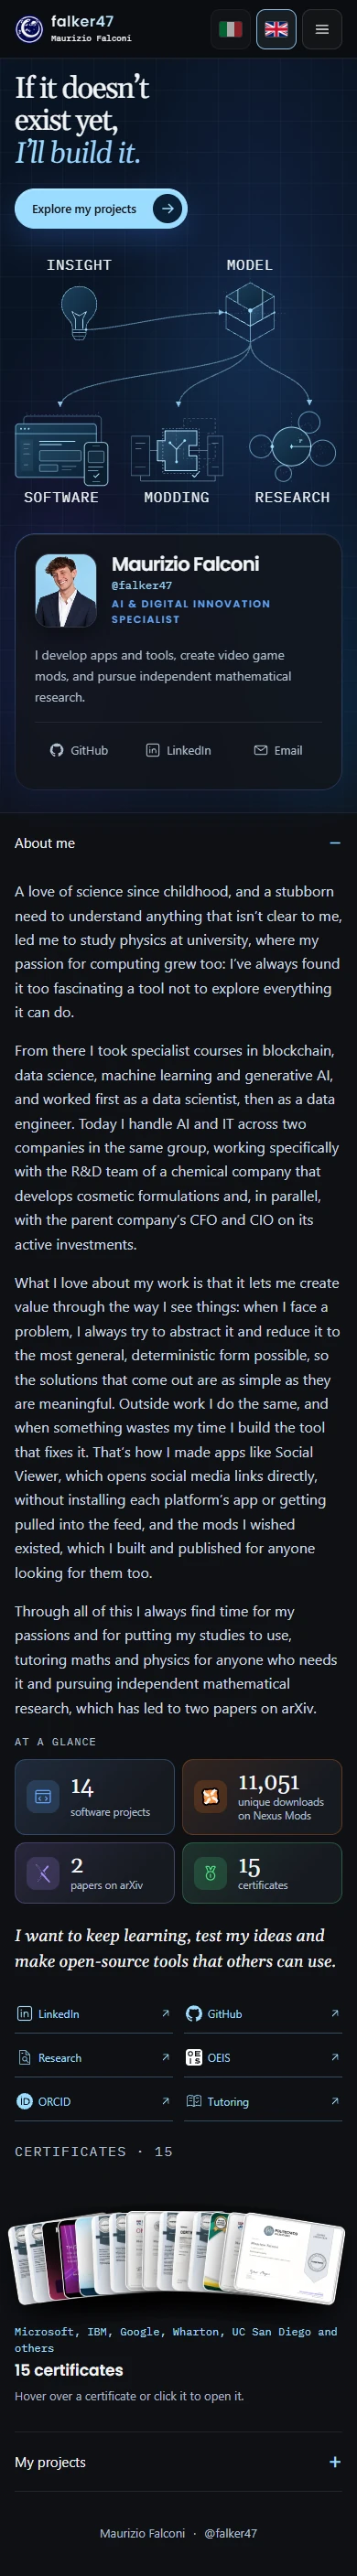 falker47
Maurizio Falconi
If it doesn't
exist yet,
I'll build it.
Explore my projects
INSIGHT
MODEL
SOFTWARE
MODDING
RESEARCH
Maurizio Falconi
@falker47
AI & DIGITAL INNOVATION
SPECIALIST
I develop apps and tools, create video game
mods, and pursue independent mathematical
research.
GitHub
LinkedIn
Email
About me
A love of science since childhood, and a stubborn
need to understand anything that isn't clear to me,
led me to study physics at university, where my
passion for computing grew too: I've always found
it too fascinating a tool not to explore everything
it can do.
From there I took specialist courses in blockchain,
data science, machine learning and generative AI,
and worked first as a data scientist, then as a data
engineer. Today I handle AI and IT across two
companies in the same group, working specifically
with the R&D team of a chemical company that
develops cosmetic formulations and, in parallel,
with the parent company's CFO and CIO on its
active investments.
What I love about my work is that it lets me create
value through the way I see things: when I face a
problem, I always try to abstract it and reduce it to
the most general, deterministic form possible, so
the solutions that come out are as simple as they
are meaningful. Outside work I do the same, and
when something wastes my time I build the tool
that fixes it. That's how I made apps like Social
Viewer, which opens social media links directly,
without installing each platform's app or getting
pulled into the feed, and the mods I wished
existed, which I built and published for anyone
looking for them too.
Through all of this I always find time for my
passions and for putting my studies to use,
tutoring maths and physics for anyone who needs
it and pursuing independent mathematical
research, which has led to two papers on arXiv.
AT A GLANCE
14
software projects
11,051
unique downloads
on Nexus Mods
2
papers on arXiv
15
certificates
I want to keep learning, test my ideas and
make open-source tools that others can use.
LinkedIn
GitHub
Research
OEIS
OEIS
ORCID
Tutoring
CERTIFICATES · 15
Microsoft, IBM, Google, Wharton, UC San Diego and
others
15 certificates
Hover over a certificate or click it to open it.
My projects
Maurizio Falconi · @falker47